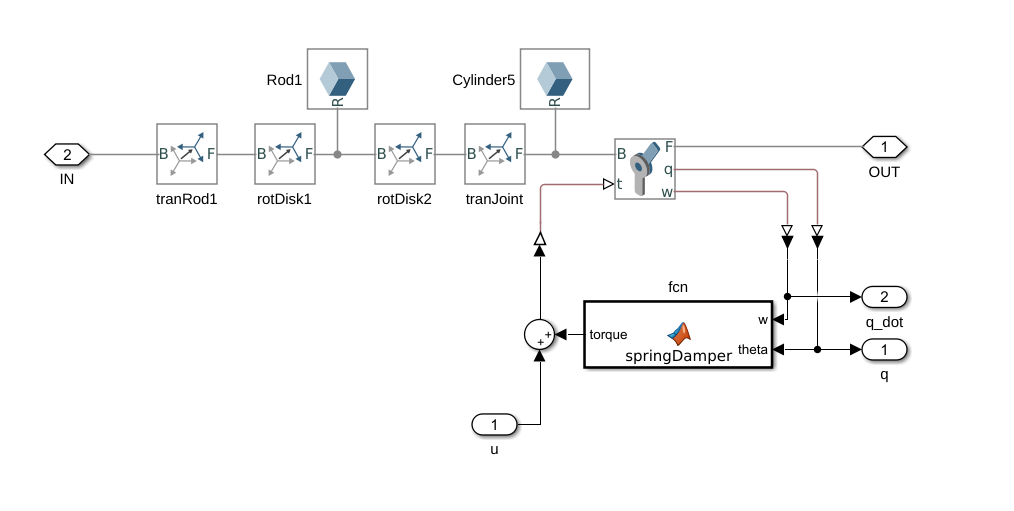 Rod1
R
Cylinder5
R
2
IN
B F
tranRod1
B F
rotDisk1
B F
rotDisk2
B F
tranJoint
B
t
F
q
w
1
OUT
fcn
w
theta
torque
springDamper
2
q_dot
1
q
+
+
1
u